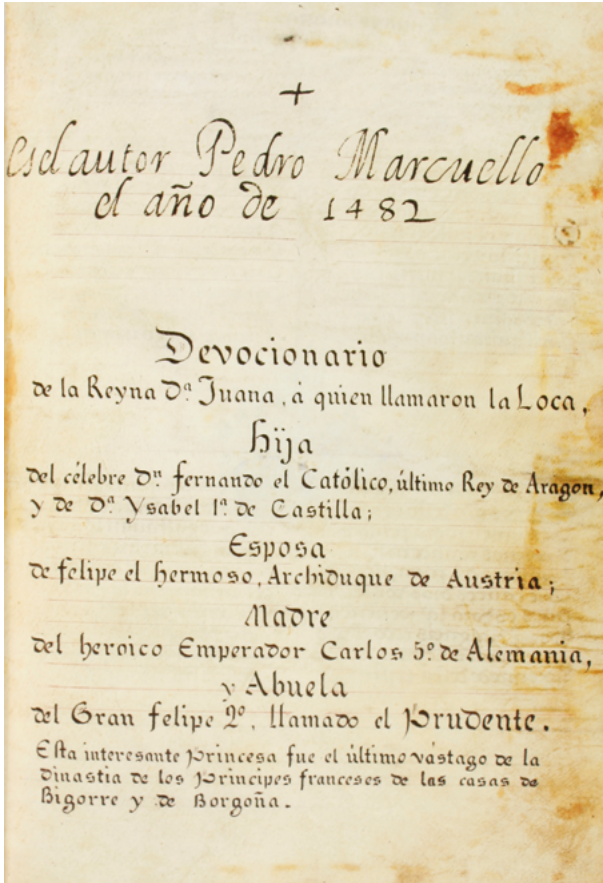 +
Es el autor Pedro Marcuello
el año de 1482
Devocionario
de la Reyna Dª Juana, á quien llamaron la Loca,
Hija
del célebre Dⁿ fernando el Católico, último Rey de Aragon,
y de Dª Ysabel 1ª de Castilla;
Esposa
de felipe el hermoso, Archiduque de Austria;
Madre
del heroico Emperador Carlos 5º de Alemania,
y Abuela
del Gran felipe 2º, llamado el Prudente.
Esta interesante Princesa fue el último vástago de la
Dinastia de los Principes franceses de las casas de
Bigorre y de Borgoña.